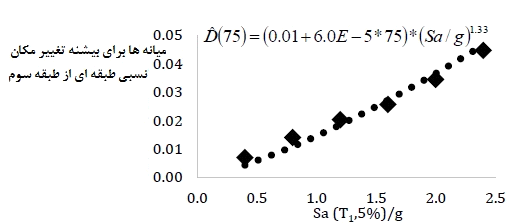 میانه ها برای بیشنه تغییر مکان
نسبی طبقه ای از طبقه سوم
D̂(75)=(0.01+6.0E−5*75)*(Sa/g)^1.33
0.05
0.04
0.03
0.02
0.01
0.00
0.0 0.5 1.0 1.5 2.0 2.5
Sa (T₁,5%)/g